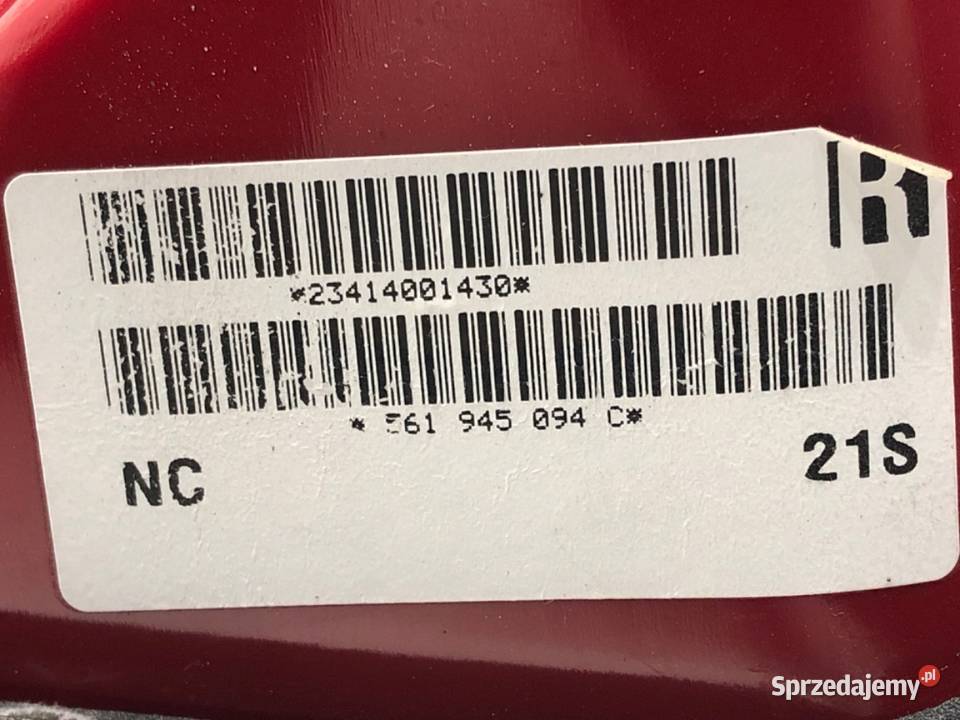 R
*23414001430*
* 561 945 094 C*
NC
21S
Sprzedajemy.pl